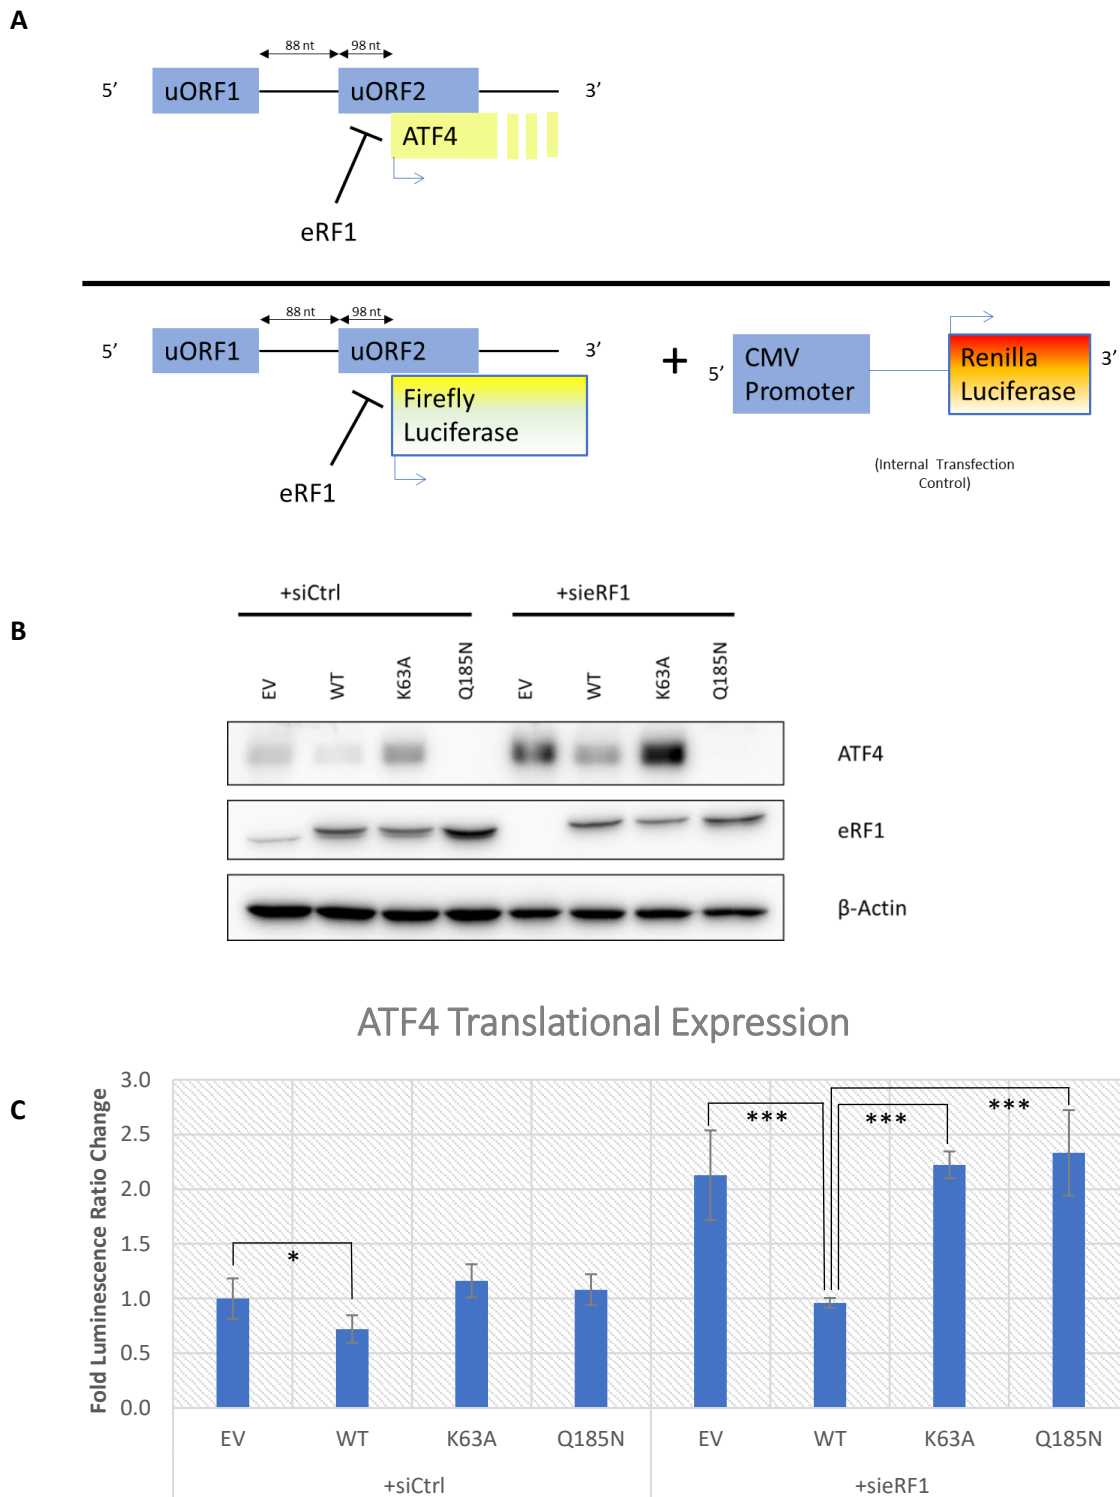 A
88 nt
98 nt
5’
uORF1
uORF2
3’
ATF4
eRF1
88 nt
98 nt
5’
uORF1
uORF2
3’
Firefly
Luciferase
eRF1
+
5’
CMV
Promoter
Renilla
Luciferase
3’
(Internal Transfection
Control)
B
+siCtrl
+sieRF1
EV
WT
K63A
Q185N
EV
WT
K63A
Q185N
ATF4
eRF1
β-Actin
C
ATF4 Translational Expression
Fold Luminescence Ratio Change
3.0
2.5
2.0
1.5
1.0
0.5
0.0
*
***
***
***
EV
WT
K63A
Q185N
EV
WT
K63A
Q185N
+siCtrl
+sieRF1